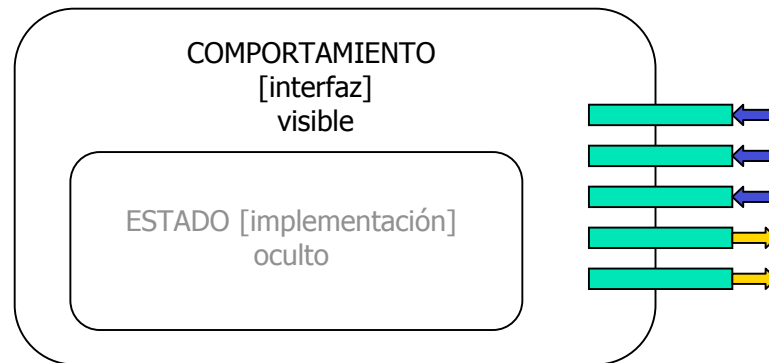 COMPORTAMIENTO
[interfaz]
visible
ESTADO [implementación]
oculto